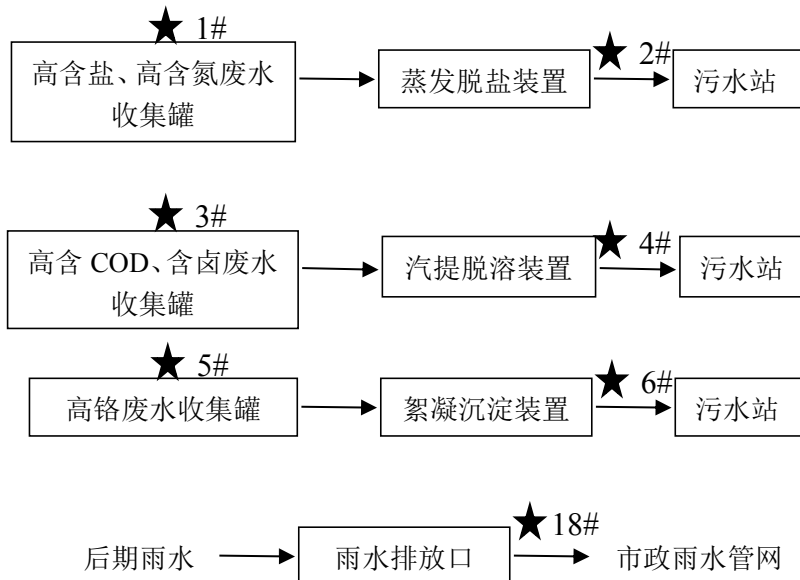 ★ 1#
高含盐、高含氮废水
收集罐
蒸发脱盐装置
★ 2#
污水站
★ 3#
高含 COD、含卤废水
收集罐
汽提脱溶装置
★ 4#
污水站
★ 5#
高铬废水收集罐
絮凝沉淀装置
★ 6#
污水站
后期雨水
雨水排放口
★ 18#
市政雨水管网